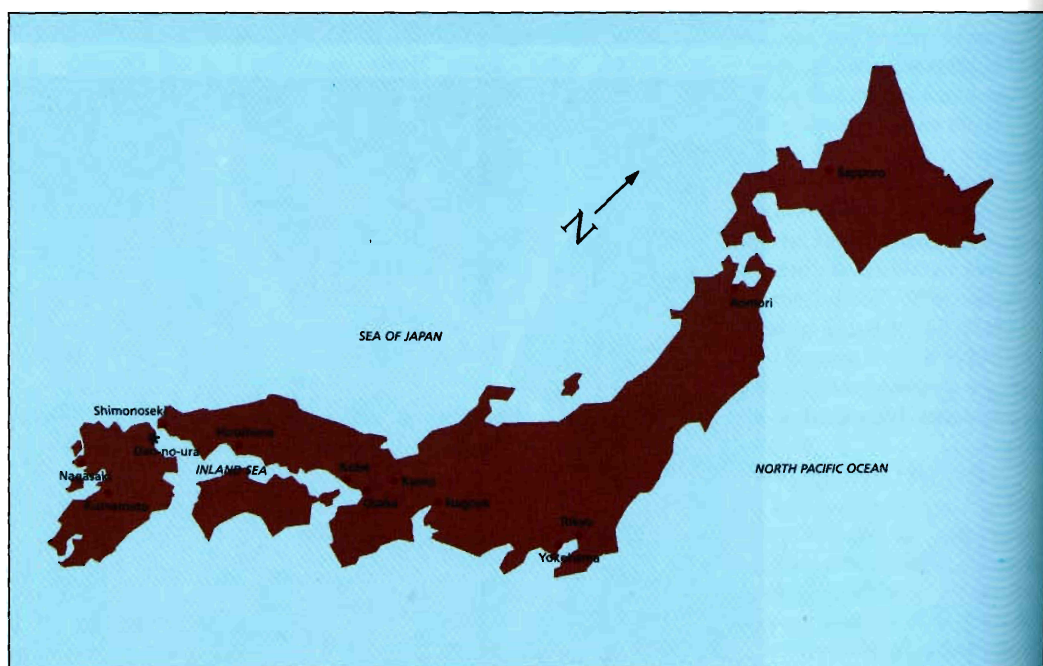 Sapporo
N
Aomori
SEA OF JAPAN
Shimonoseki
Hiroshima
Dan-no-ura
Kobe
NORTH PACIFIC OCEAN
INLAND SEA
Nagasaki
Kyoto
Kumamoto
Osaka
Nagoya
Yokohama